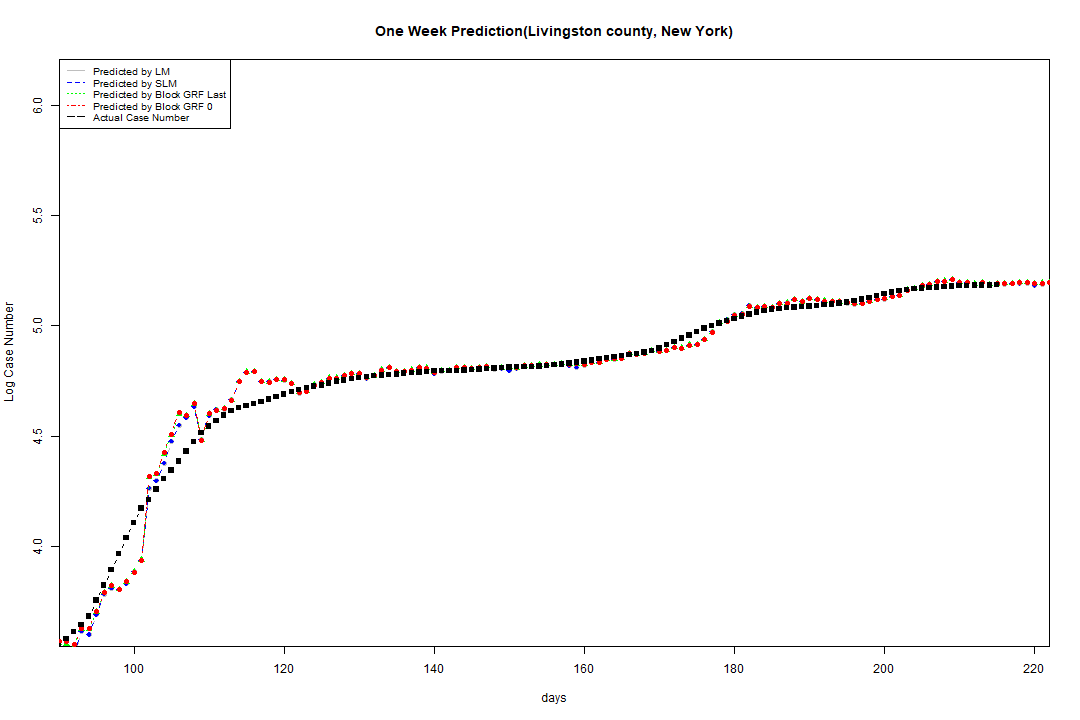 One Week Prediction(Livingston county, New York)
Predicted by LM
Predicted by SLM
Predicted by Block GRF Last
Predicted by Block GRF 0
Actual Case Number
6.0
5.5
5.0
4.5
4.0
Log Case Number
100 120 140 160 180 200 220
days